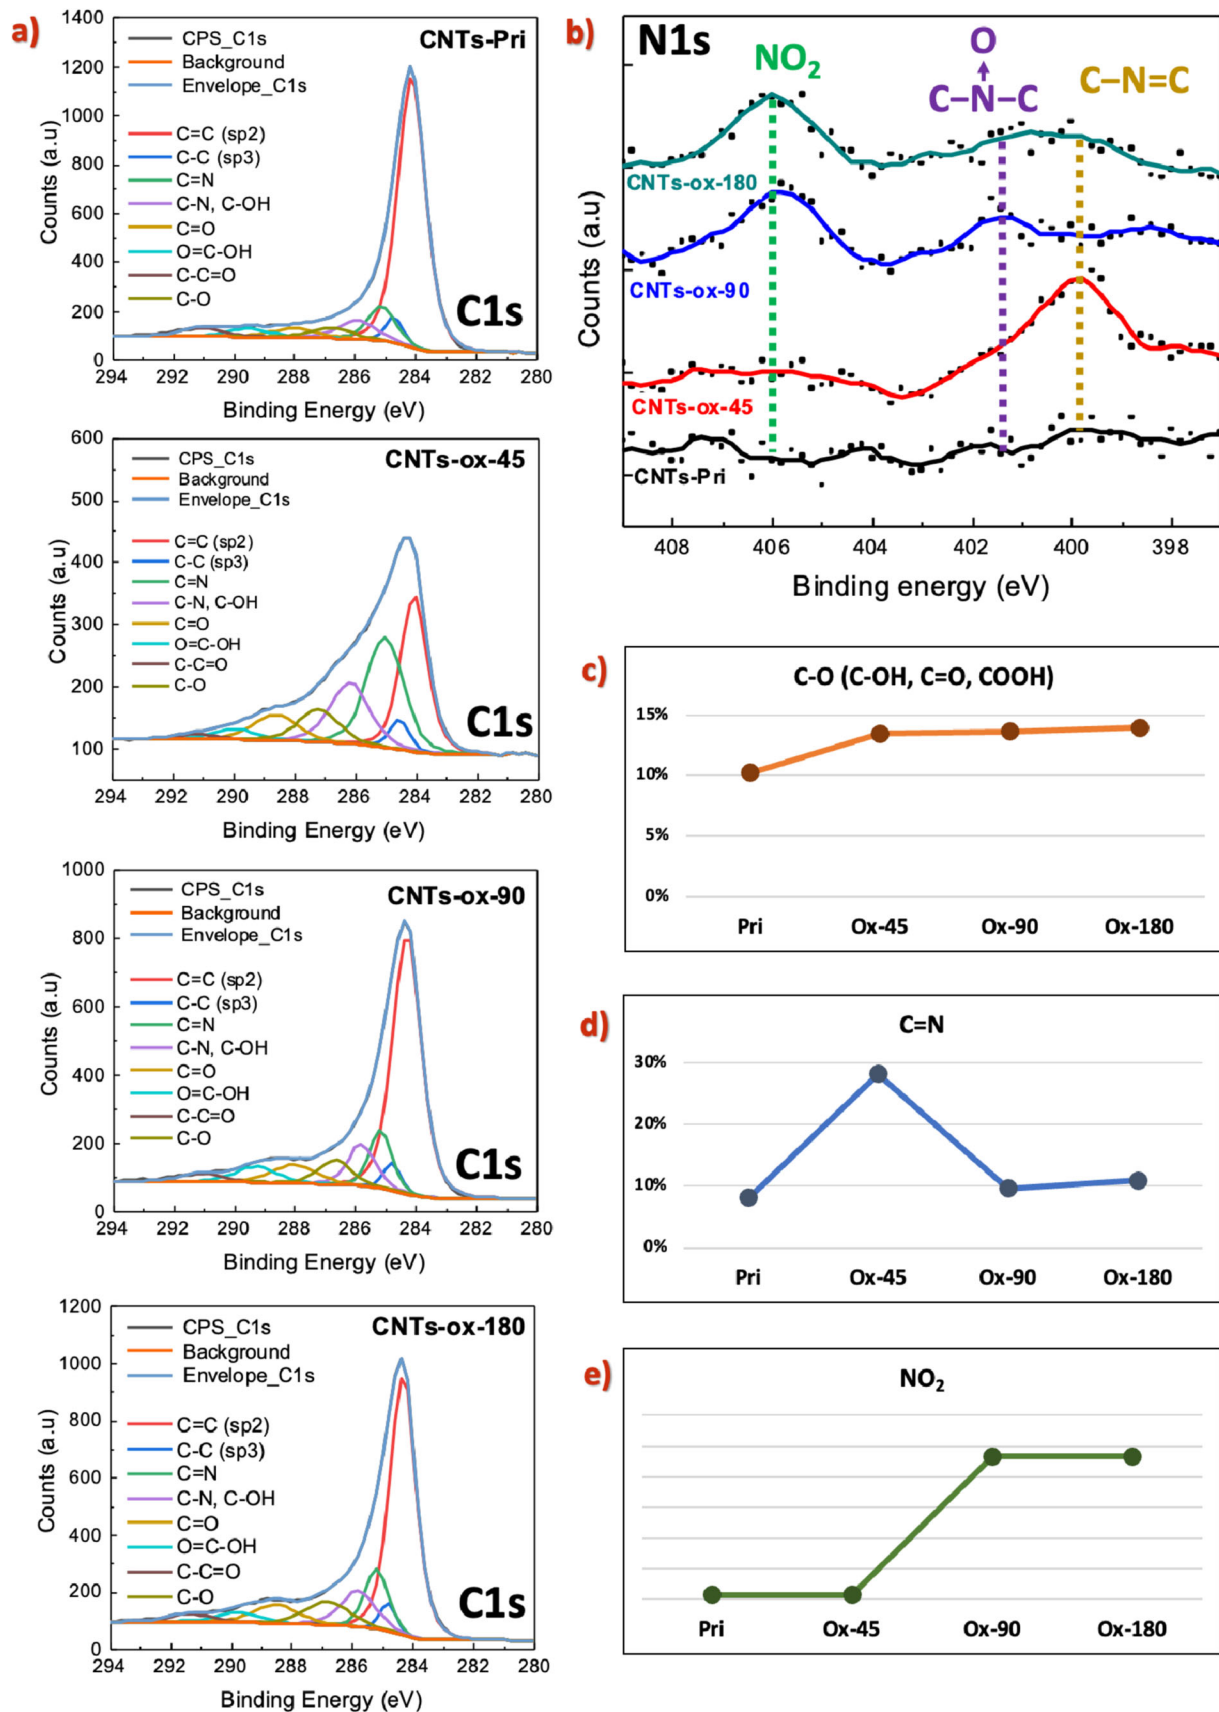 a)
1400
1200
1000
800
600
400
200
0
Counts (a.u)
CPS_C1s
Background
Envelope_C1s
C=C (sp2)
C-C (sp3)
C=N
C-N, C-OH
C=O
O=C-OH
C-C=O
C-O
CNTs-Pri
C1s
294 292 290 288 286 284 282 280
Binding Energy (eV)
600
500
400
300
200
100
Counts (a.u)
CPS_C1s
Background
Envelope_C1s
C=C (sp2)
C-C (sp3)
C=N
C-N, C-OH
C=O
O=C-OH
C-C=O
C-O
CNTs-ox-45
C1s
294 292 290 288 286 284 282 280
Binding Energy (eV)
1000
800
600
400
200
0
Counts (a.u)
CPS_C1s
Background
Envelope_C1s
C=C (sp2)
C-C (sp3)
C=N
C-N, C-OH
C=O
O=C-OH
C-C=O
C-O
CNTs-ox-90
C1s
294 292 290 288 286 284 282 280
Binding Energy (eV)
1200
1000
800
600
400
200
0
Counts (a.u)
CPS_C1s
Background
Envelope_C1s
C=C (sp2)
C-C (sp3)
C=N
C-N, C-OH
C=O
O=C-OH
C-C=O
C-O
CNTs-ox-180
C1s
294 292 290 288 286 284 282 280
Binding Energy (eV)
b)
N1s
NO₂
O
C–N–C
C–N=C
Counts (a.u)
CNTs-ox-180
CNTs-ox-90
CNTs-ox-45
CNTs-Pri
408 406 404 402 400 398
Binding energy (eV)
c)
C-O (C-OH, C=O, COOH)
15%
10%
5%
0%
Pri Ox-45 Ox-90 Ox-180
d)
C=N
30%
20%
10%
0%
Pri Ox-45 Ox-90 Ox-180
e)
NO₂
Pri Ox-45 Ox-90 Ox-180